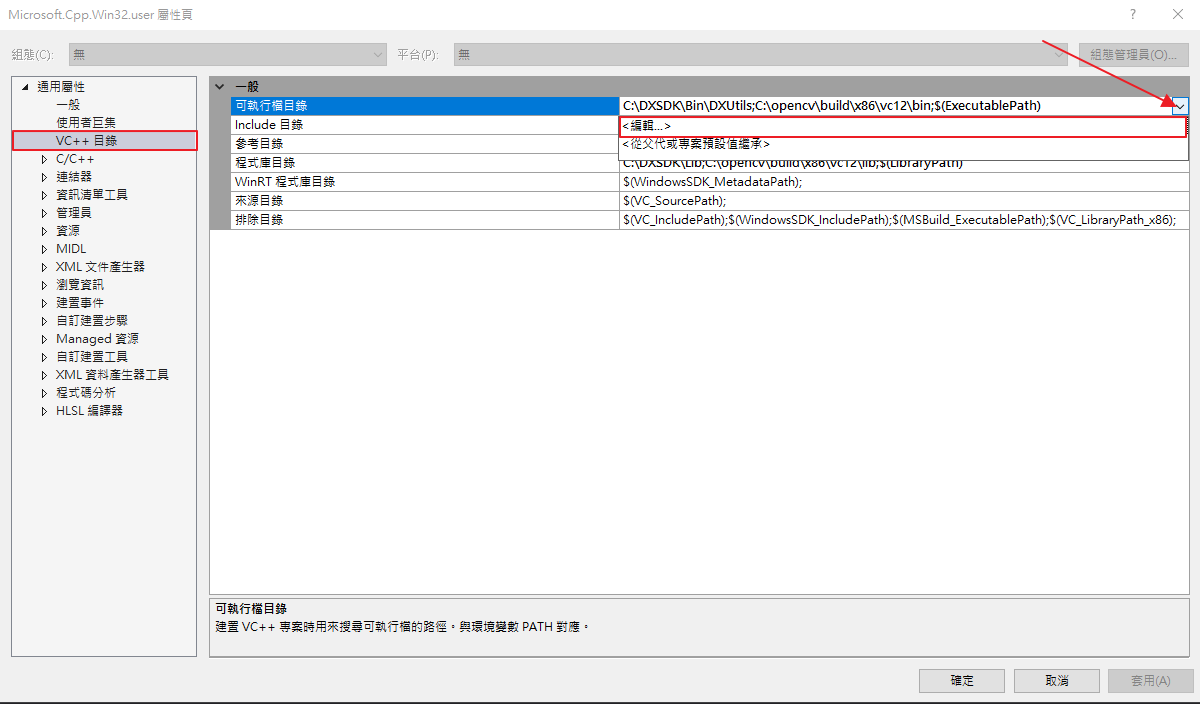 Microsoft.Cpp.Win32.user 屬性頁
組態(C): 無 平台(P): 無 組態管理員(O)...
通用屬性
一般
使用者巨集
VC++ 目錄
C/C++
連結器
資訊清單工具
管理員
資源
MIDL
XML 文件產生器
瀏覽資訊
建置事件
自訂建置步驟
Managed 資源
自訂建置工具
XML 資料產生器工具
程式碼分析
HLSL 編譯器
一般
可執行檔目錄 C:\DXSDK\Bin\DXUtils;C:\opencv\build\x86\vc12\bin;$(ExecutablePath)
Include 目錄 <編輯...>
參考目錄 <從父代或專案預設值繼承>
程式庫目錄 C:\DXSDK\Lib;C:\opencv\build\x86\vc12\lib;$(LibraryPath)
WinRT 程式庫目錄 $(WindowsSDK_MetadataPath);
來源目錄 $(VC_SourcePath);
排除目錄 $(VC_IncludePath);$(WindowsSDK_IncludePath);$(MSBuild_ExecutablePath);$(VC_LibraryPath_x86);
可執行檔目錄
建置 VC++ 專案時用來搜尋可執行檔的路徑。與環境變數 PATH 對應。
確定 取消 套用(A)